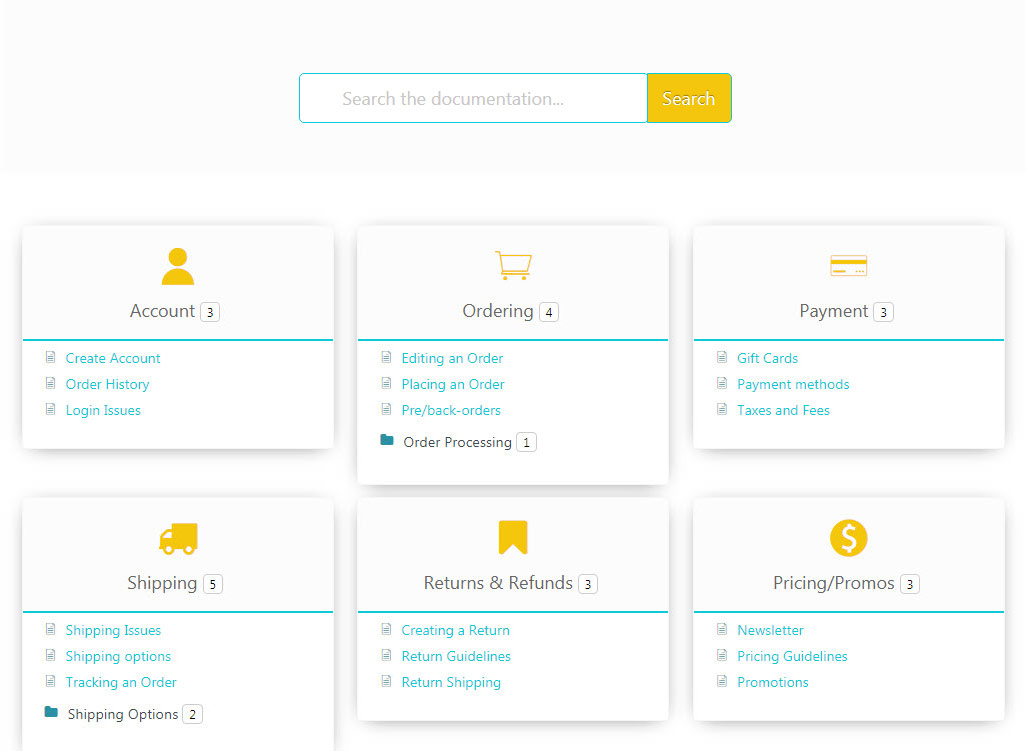 Search the documentation...
Search
Account 3
Create Account
Order History
Login Issues
Ordering 4
Editing an Order
Placing an Order
Pre/back-orders
Order Processing 1
Payment 3
Gift Cards
Payment methods
Taxes and Fees
Shipping 5
Shipping Issues
Shipping options
Tracking an Order
Shipping Options 2
Returns & Refunds 3
Creating a Return
Return Guidelines
Return Shipping
$
Pricing/Promos 3
Newsletter
Pricing Guidelines
Promotions